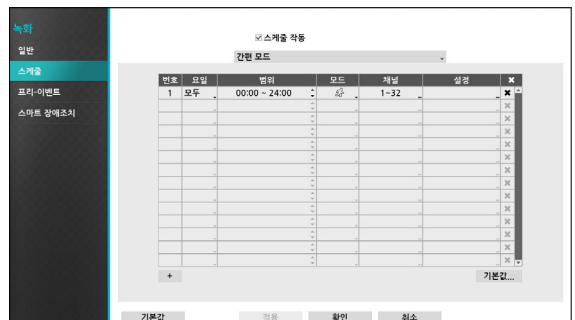 녹화
일반
스케줄
프리-이벤트
스마트 장애조치
스케줄 작동
간편 모드
번호 요일 범위 모드 채널 설정
1 모두 00:00 ~ 24:00 1~32
+ 기본값...
기본값 적용 확인 취소